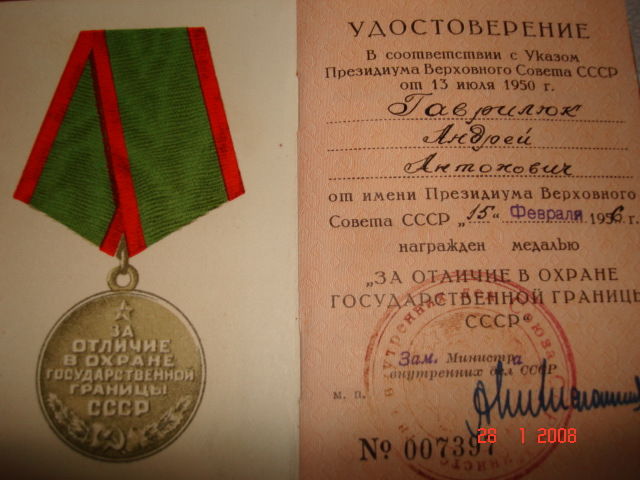 ЗА
ОТЛИЧИЕ
В ОХРАНЕ
ГОСУДАРСТВЕННОЙ
ГРАНИЦЫ
СССР
УДОСТОВЕРЕНИЕ
В соответствии с Указом
Президиума Верховного Совета СССР
от 13 июля 1950 г.
Гаврилюк
Андрей
Антонович
от имени Президиума Верховного
Совета СССР „15“ Февраля 1956 г.
награжден медалью
„ЗА ОТЛИЧИЕ В ОХРАНЕ
ГОСУДАРСТВЕННОЙ ГРАНИЦЫ
СССР“
Зам. Министра
внутренних дел СССР
м. п.
№ 007397
28 1 2008